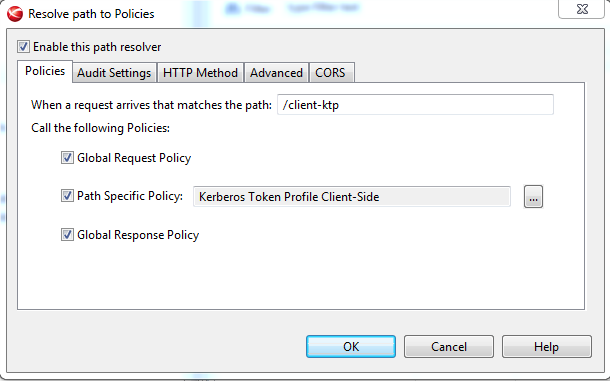 Resolve path to Policies
Enable this path resolver
Policies Audit Settings HTTP Method Advanced CORS
When a request arrives that matches the path: /client-ktp
Call the following Policies:
Global Request Policy
Path Specific Policy: Kerberos Token Profile Client-Side ...
Global Response Policy
OK Cancel Help